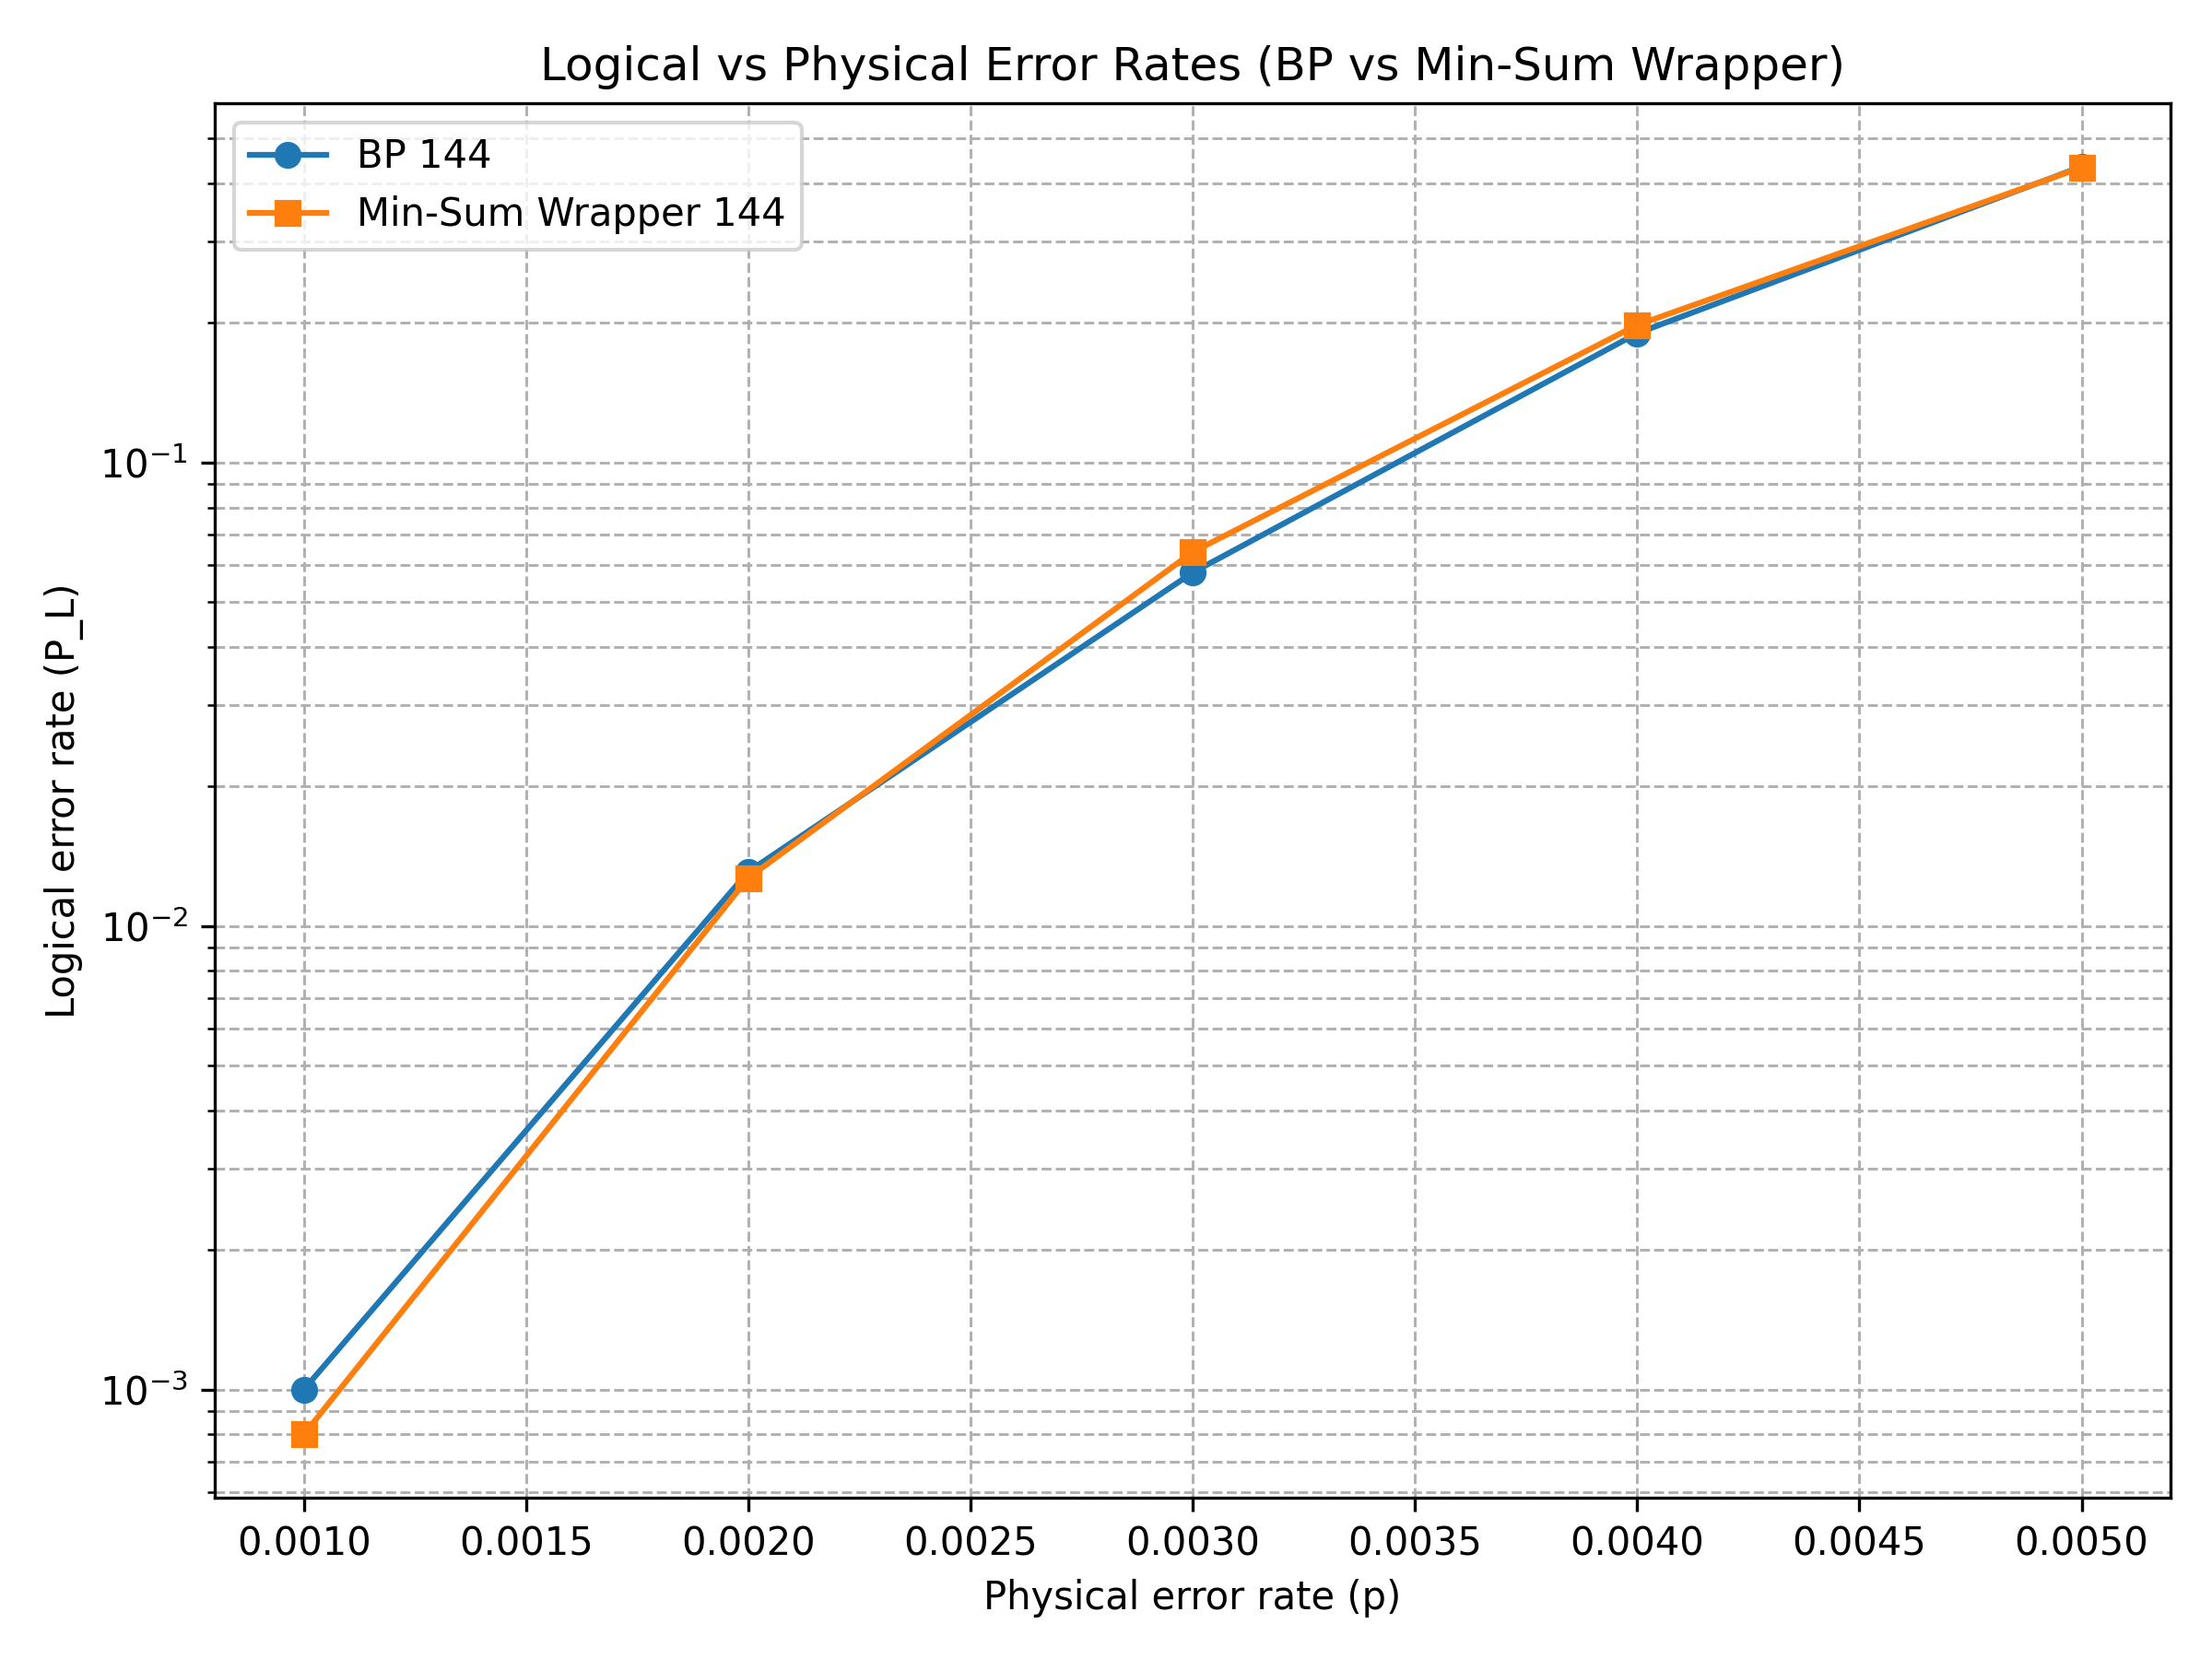 Logical vs Physical Error Rates (BP vs Min-Sum Wrapper)
BP 144
Min-Sum Wrapper 144
Logical error rate (P_L)
10⁻¹
10⁻²
10⁻³
0.0010 0.0015 0.0020 0.0025 0.0030 0.0035 0.0040 0.0045 0.0050
Physical error rate (p)